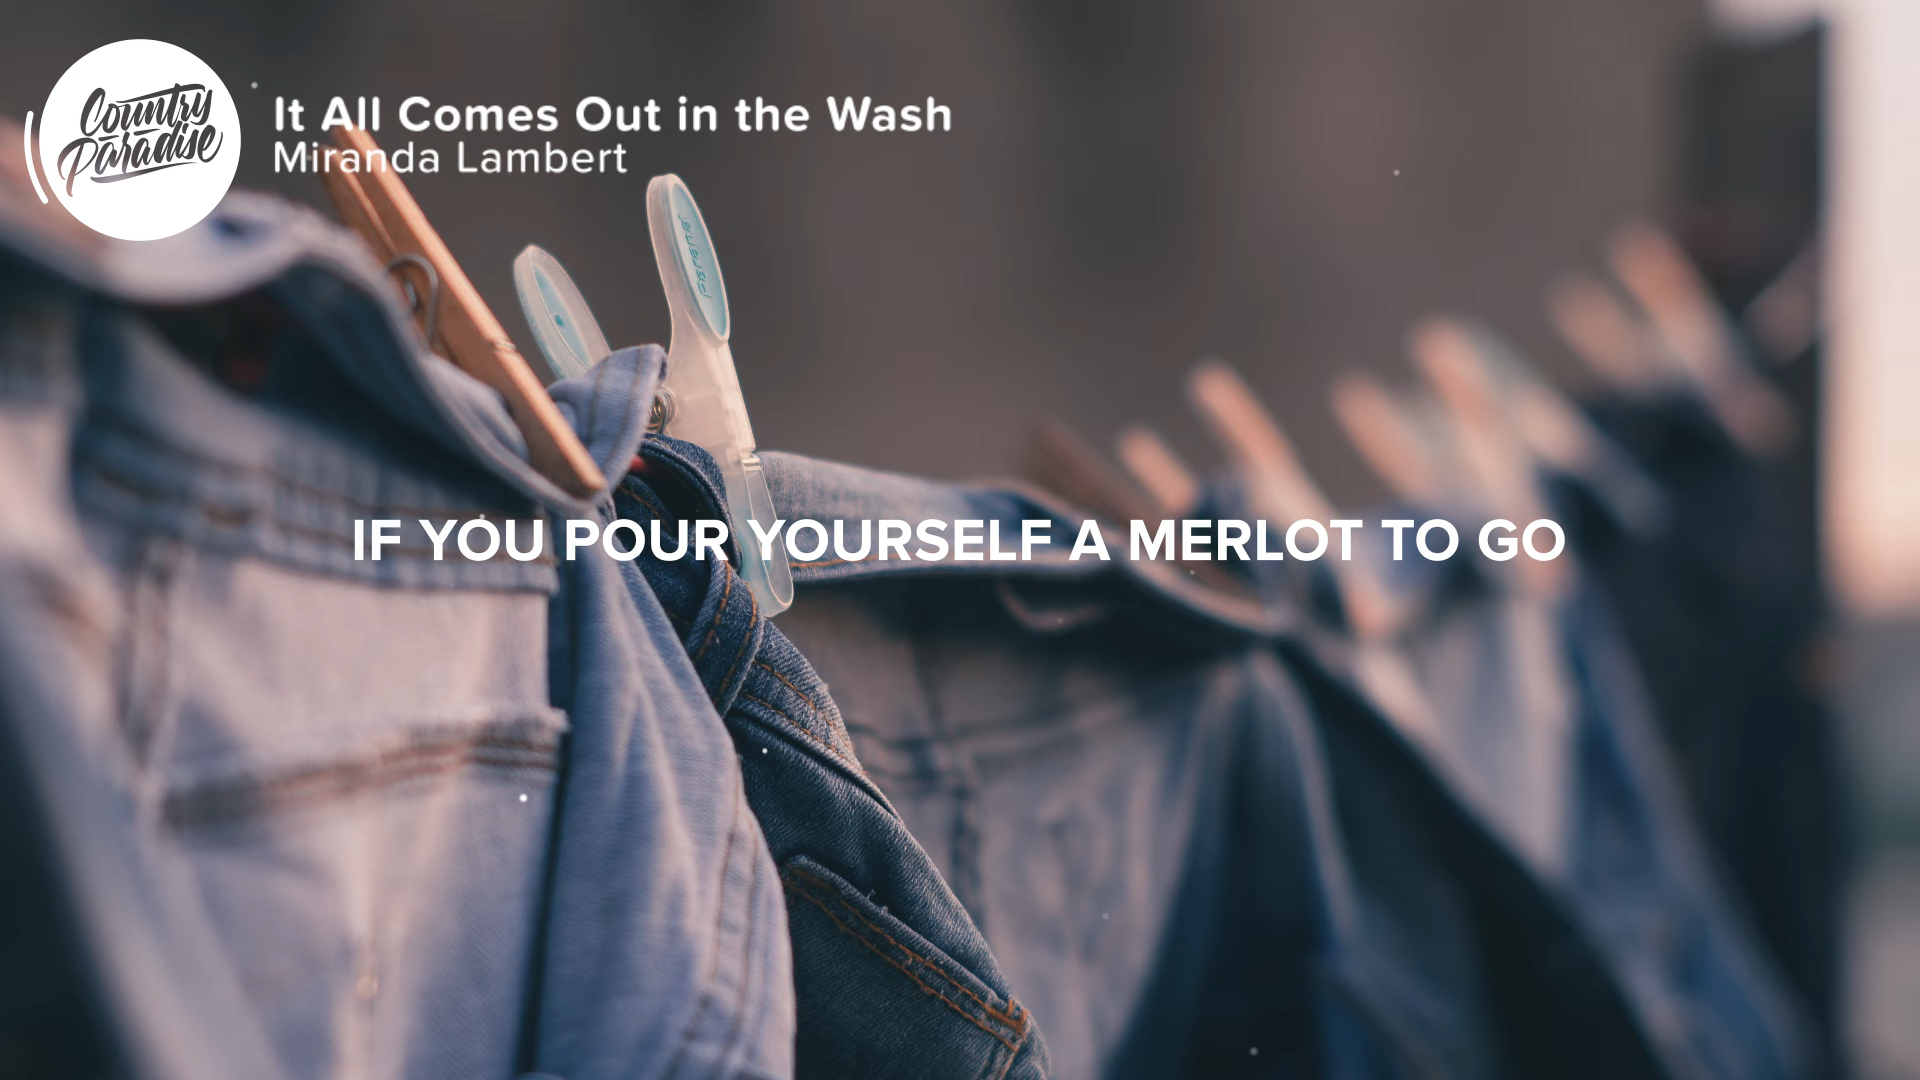 Country
Paradise
It All Comes Out in the Wash
Miranda Lambert
IF YOU POUR YOURSELF A MERLOT TO GO